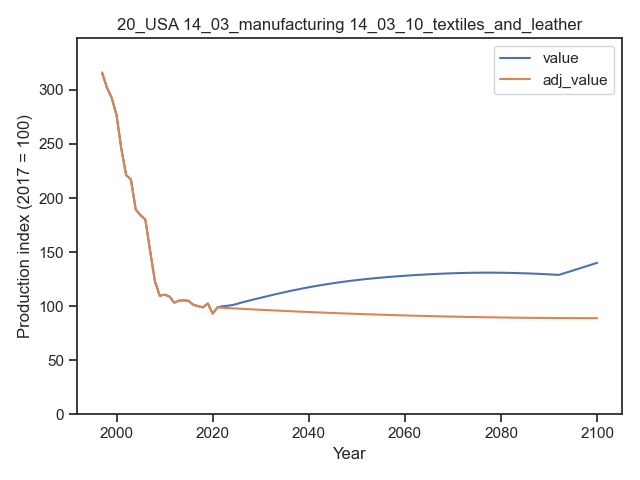 20_USA 14_03_manufacturing 14_03_10_textiles_and_leather
value
adj_value
Production index (2017 = 100)
300
250
200
150
100
50
0
2000 2020 2040 2060 2080 2100
Year